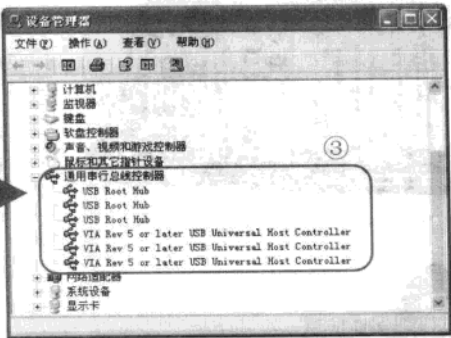 设备管理器
文件(F) 操作(A) 查看(V) 帮助(H)
计算机
监视器
键盘
软盘控制器
声音、视频和游戏控制器
鼠标和其它指针设备
③
通用串行总线控制器
USB Root Hub
USB Root Hub
USB Root Hub
VIA Rev 5 or later USB Universal Host Controller
VIA Rev 5 or later USB Universal Host Controller
VIA Rev 5 or later USB Universal Host Controller
网络适配器
系统设备
显示卡